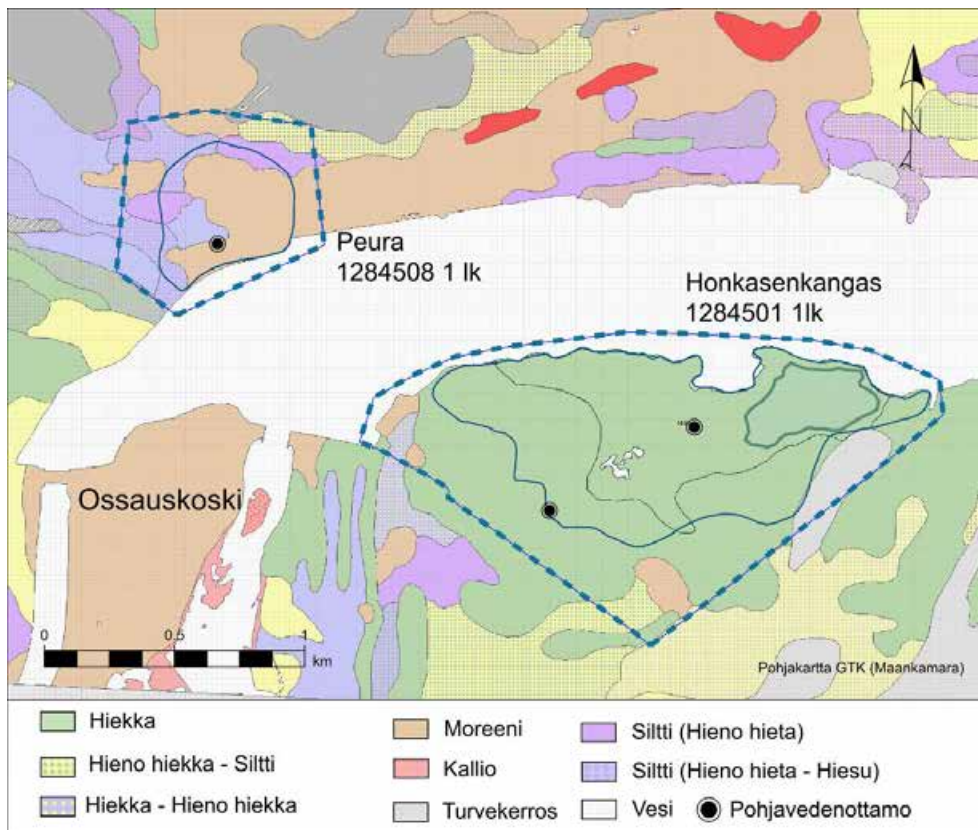 N
Peura
1284508 1 lk
Honkasenkangas
1284501 1lk
Ossauskoski
0
0.5
1
km
Pohjakartta GTK (Maankamara)
Hiekka
Moreeni
Siltti (Hieno hieta)
Hieno hiekka - Siltti
Kallio
Siltti (Hieno hieta - Hiesu)
Hiekka - Hieno hiekka
Turvekerros
Vesi
Pohjavedenottamo